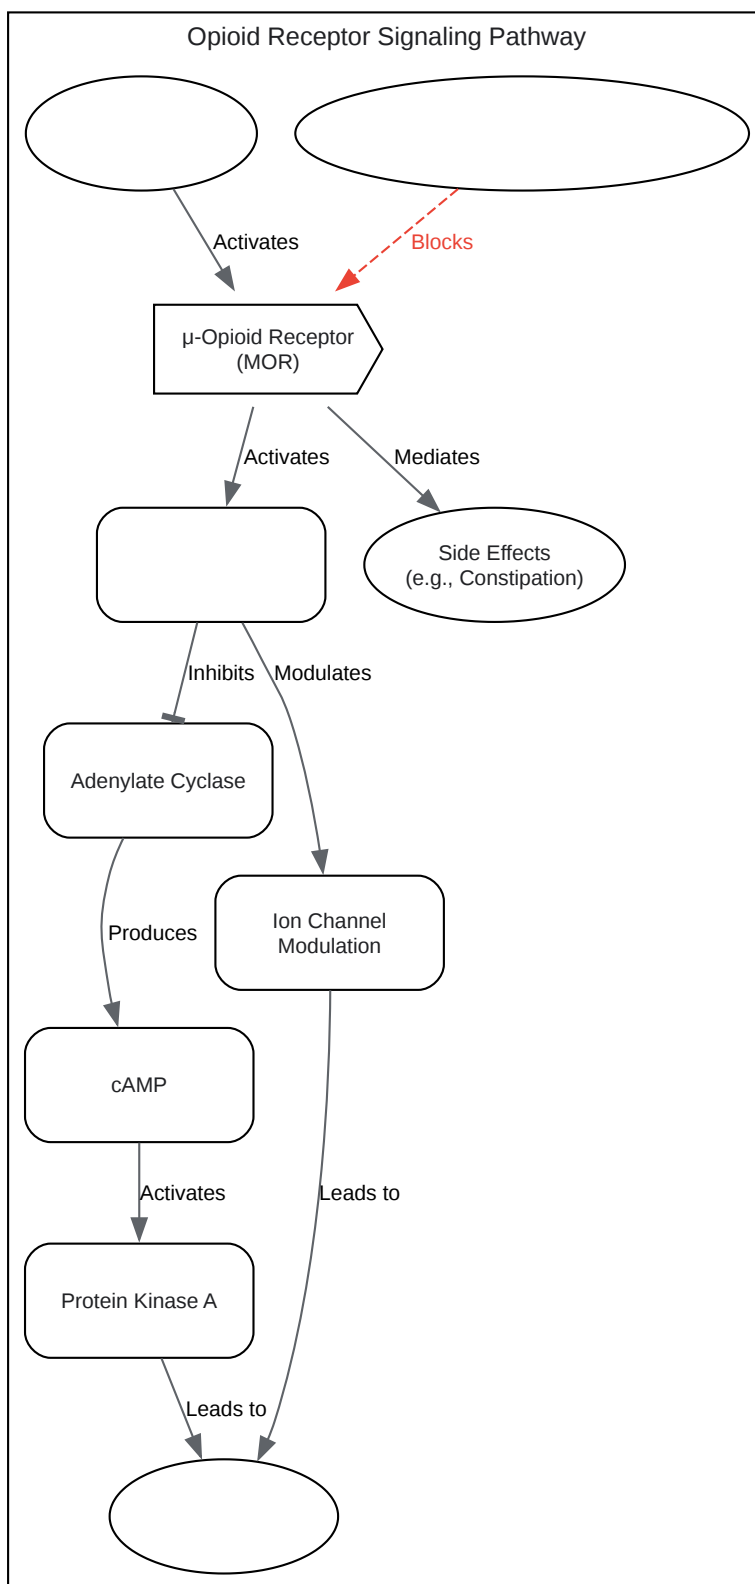 Opioid Receptor Signaling Pathway
Activates
Blocks
μ-Opioid Receptor
(MOR)
Activates
Mediates
Side Effects
(e.g., Constipation)
Inhibits
Modulates
Adenylate Cyclase
Produces
Ion Channel
Modulation
cAMP
Activates
Leads to
Protein Kinase A
Leads to